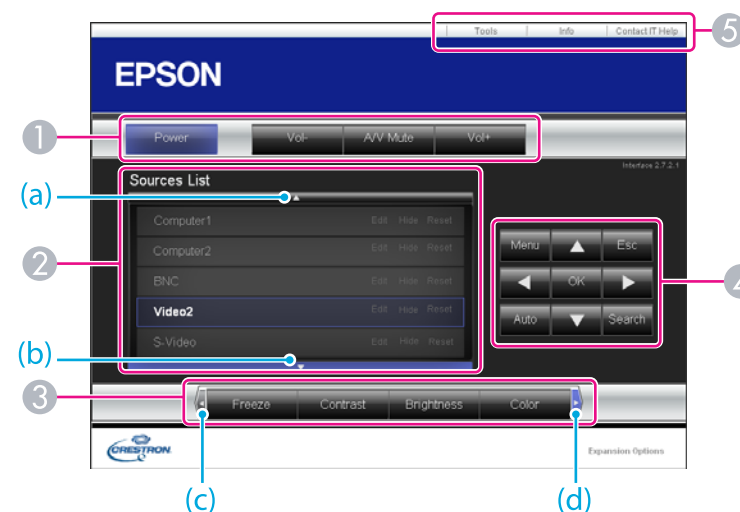 Tools Info Contact IT Help 5
EPSON
1 Power Vol- A/V Mute Vol+
Interface 2.7.2.1
Sources List
(a)
Computer1 Edit Hide Reset
Computer2 Edit Hide Reset
2 BNC Edit Hide Reset
Video2 Edit Hide Reset
S-Video Edit Hide Reset
(b)
Menu Esc
OK 4
Auto Search
3 Freeze Contrast Brightness Color
CRESTRON Expansion Options
(c) (d)